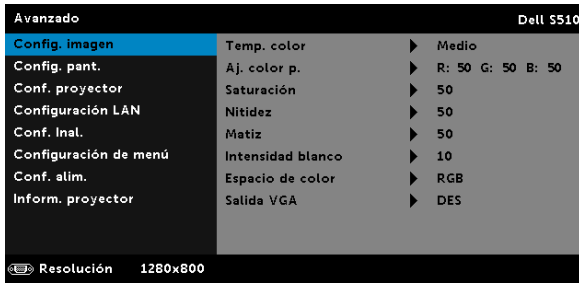 Avanzado Dell S510
Config. imagen Temp. color Medio
Config. pant. Aj. color p. R: 50 G: 50 B: 50
Conf. proyector Saturación 50
Configuración LAN Nitidez 50
Conf. Inal. Matiz 50
Configuración de menú Intensidad blanco 10
Conf. alim. Espacio de color RGB
Inform. proyector Salida VGA DES
Resolución 1280x800